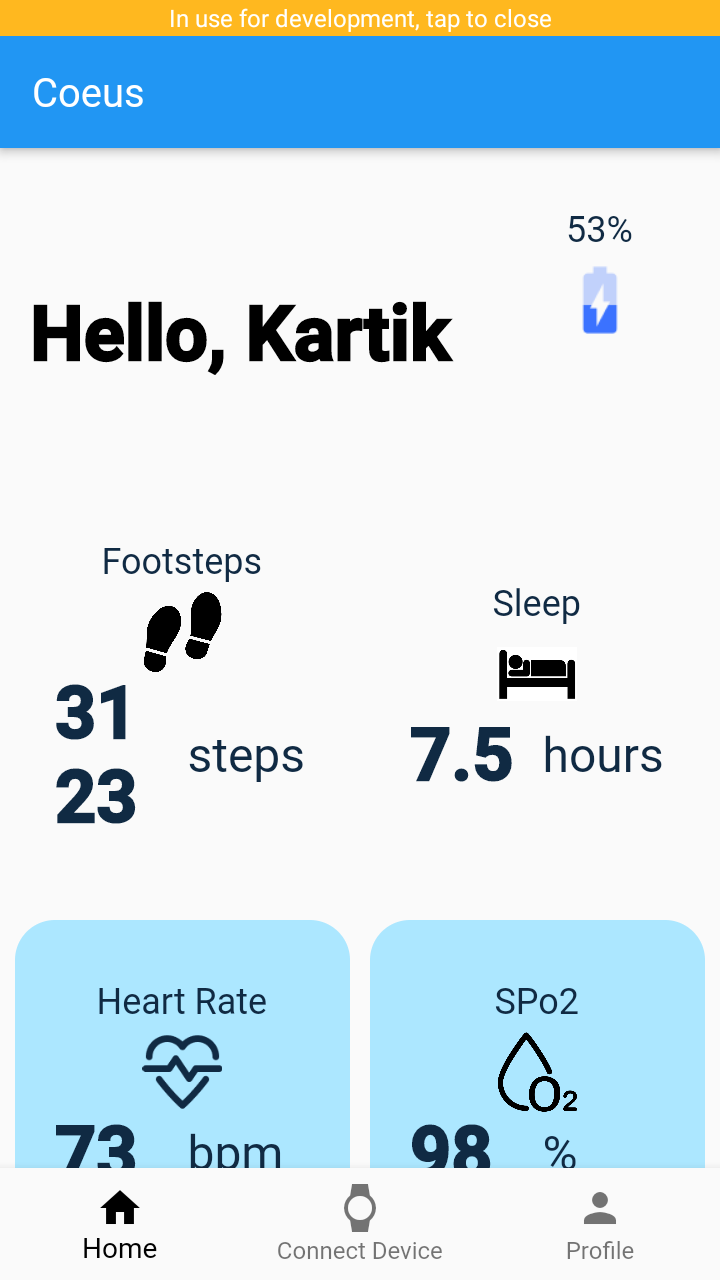 In use for development, tap to close
Coeus
53%
Hello, Kartik
Footsteps
31
23
steps
Sleep
7.5 hours
Heart Rate
73 bpm
SPo2
O2
98 %
Home
Connect Device
Profile